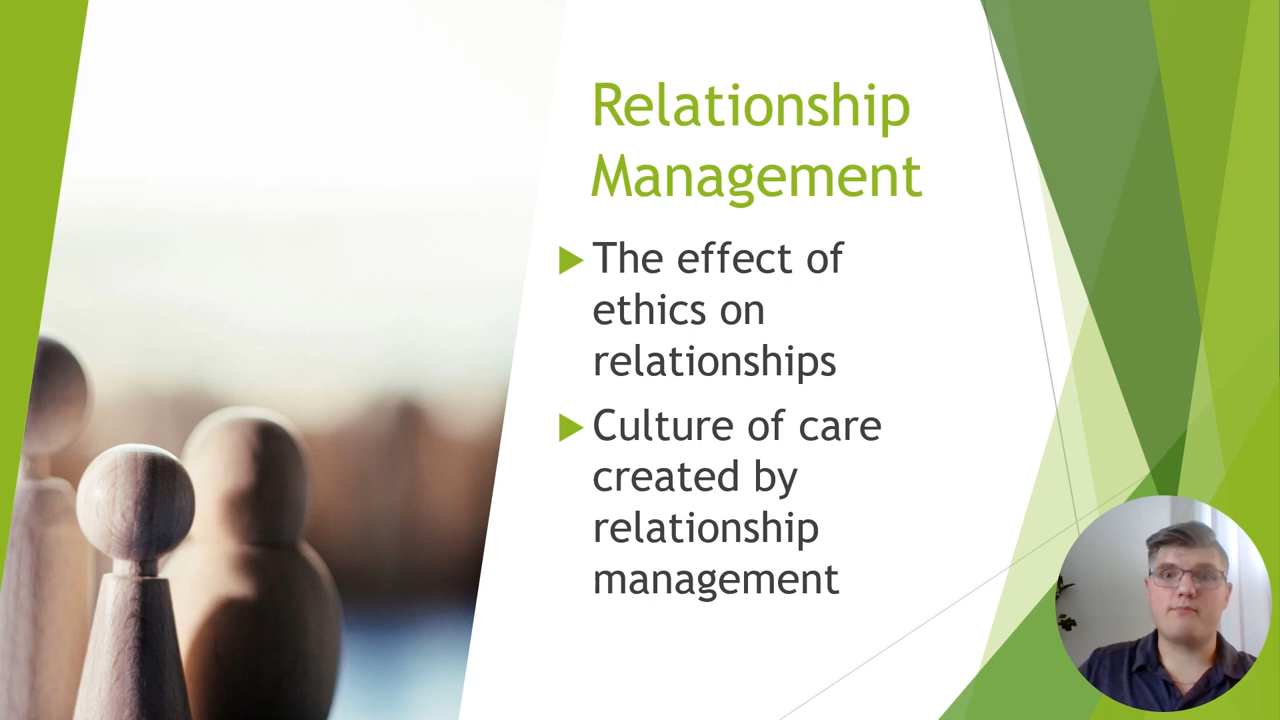 Relationship
Management
The effect of
ethics on
relationships
Culture of care
created by
relationship
management